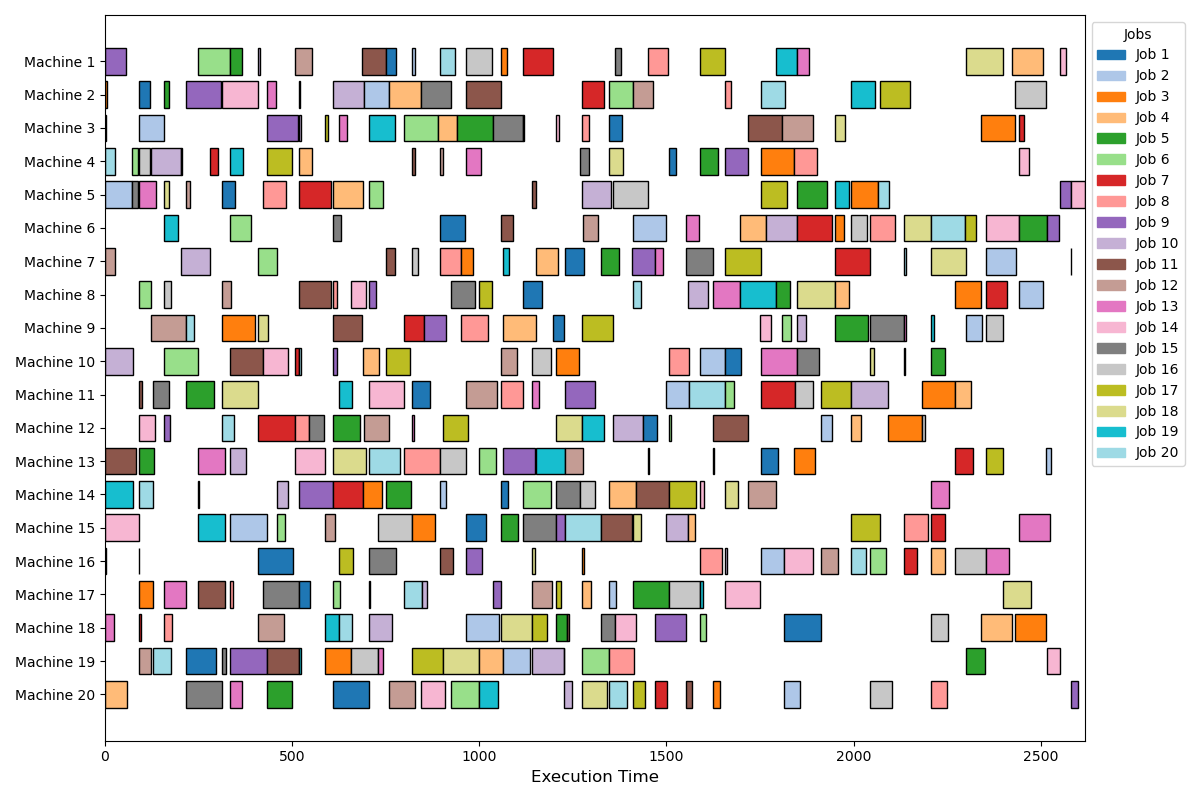 Machine 1
Machine 2
Machine 3
Machine 4
Machine 5
Machine 6
Machine 7
Machine 8
Machine 9
Machine 10
Machine 11
Machine 12
Machine 13
Machine 14
Machine 15
Machine 16
Machine 17
Machine 18
Machine 19
Machine 20
0 500 1000 1500 2000 2500
Execution Time
Jobs
Job 1
Job 2
Job 3
Job 4
Job 5
Job 6
Job 7
Job 8
Job 9
Job 10
Job 11
Job 12
Job 13
Job 14
Job 15
Job 16
Job 17
Job 18
Job 19
Job 20